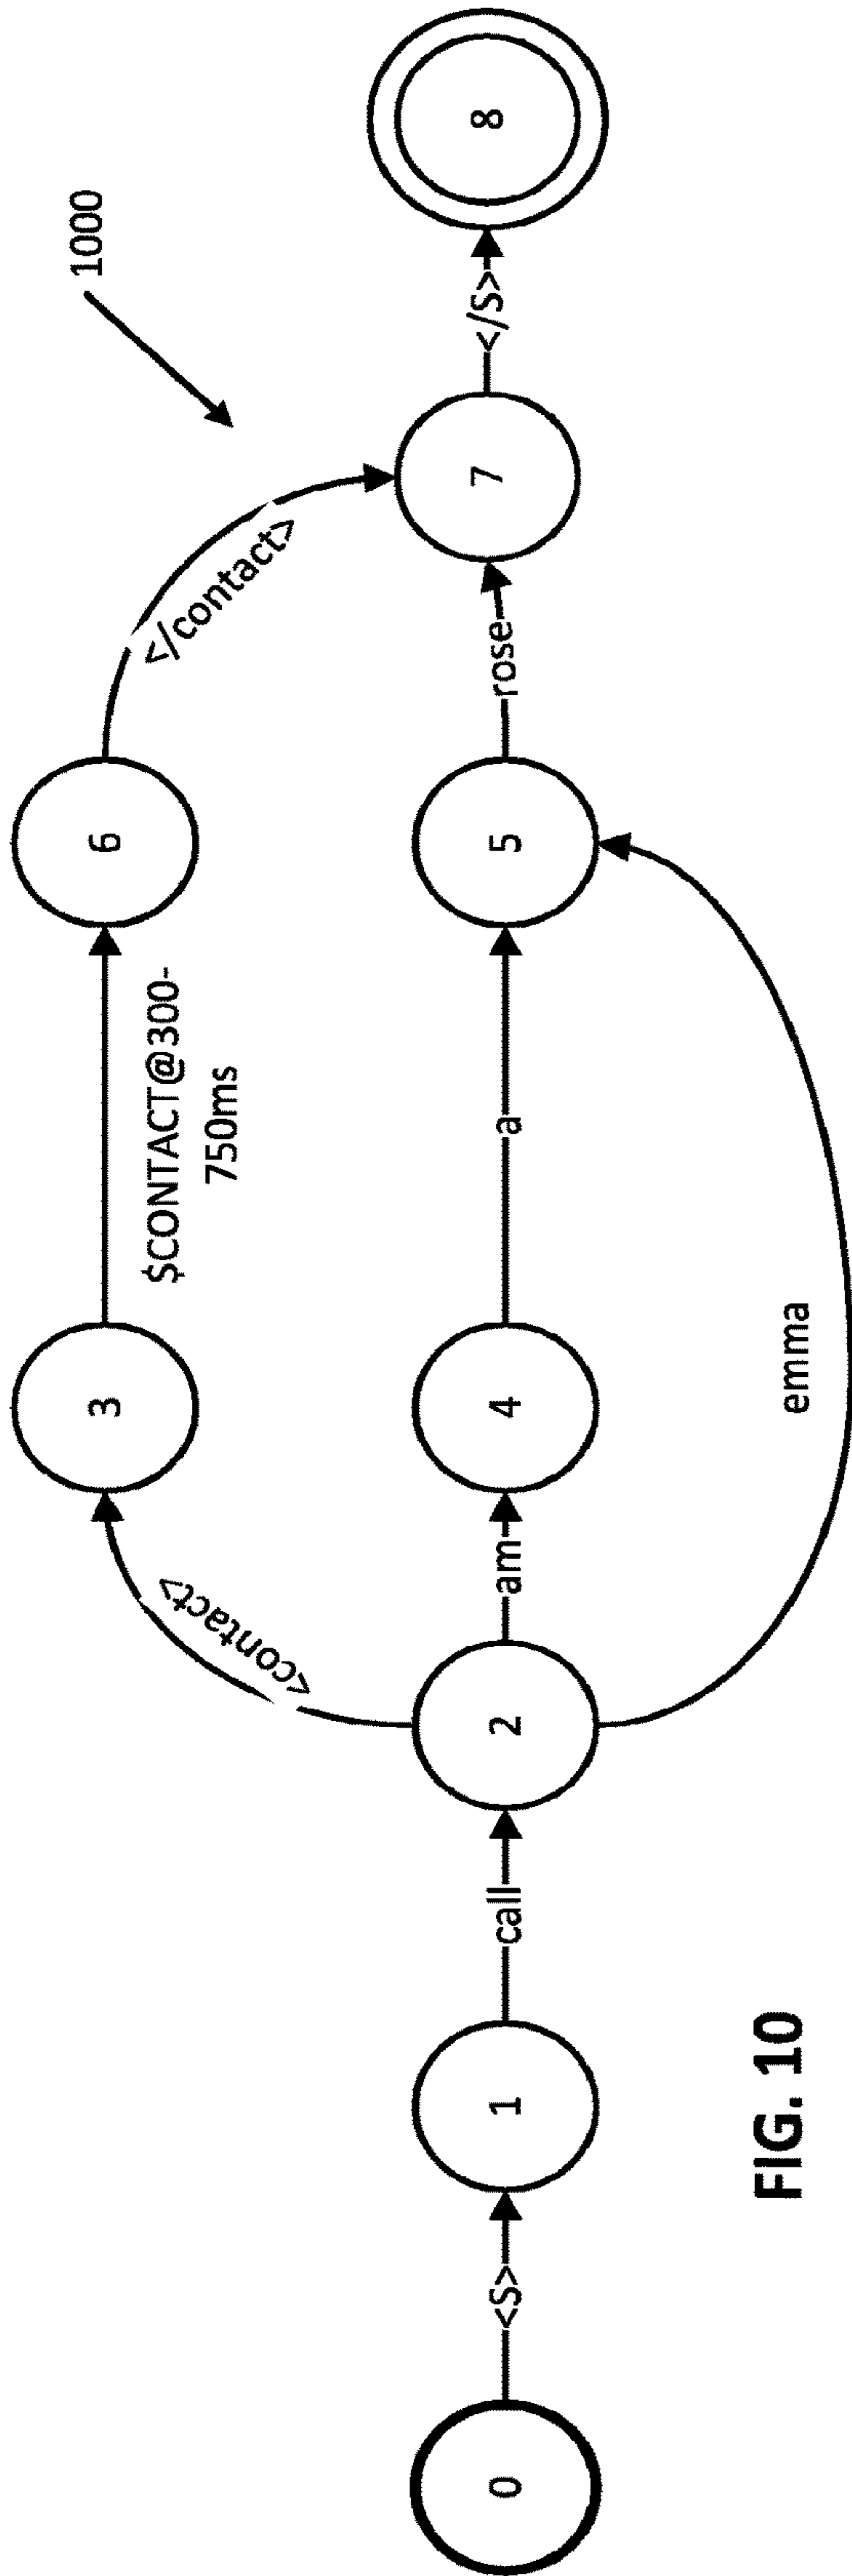 1000
<contact>
$CONTACT@300-
750ms
</contact>
3
6
0
<S>
1
call
2
am
4
a
5
rose
7
</S>
8
emma
FIG. 10